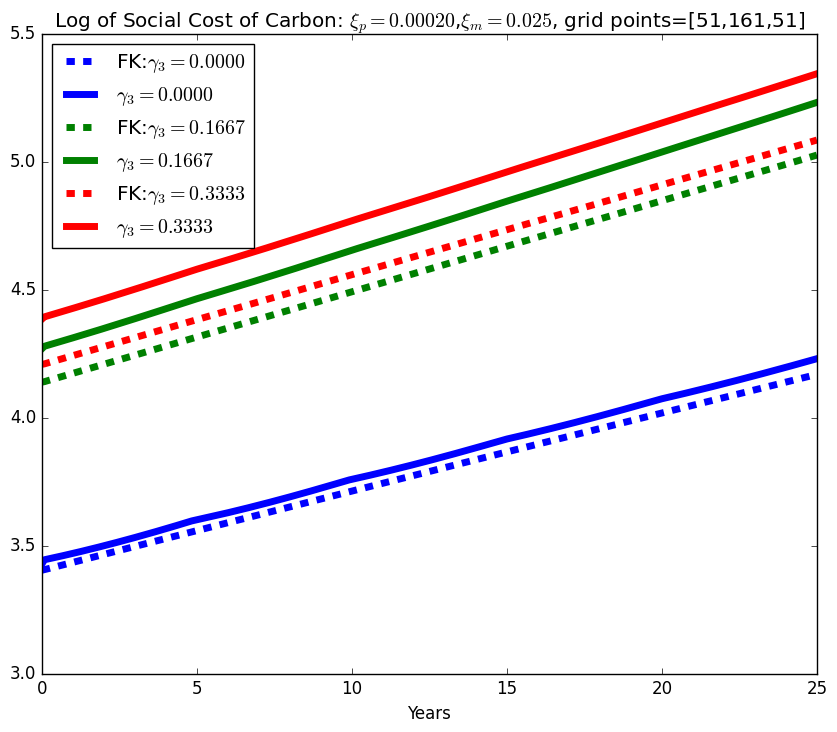 Log of Social Cost of Carbon: ξ_p = 0.00020,ξ_m = 0.025, grid points=[51,161,51]
5.5
5.0
4.5
4.0
3.5
3.0
FK:γ₃ = 0.0000
γ₃ = 0.0000
FK:γ₃ = 0.1667
γ₃ = 0.1667
FK:γ₃ = 0.3333
γ₃ = 0.3333
0 5 10 15 20 25
Years